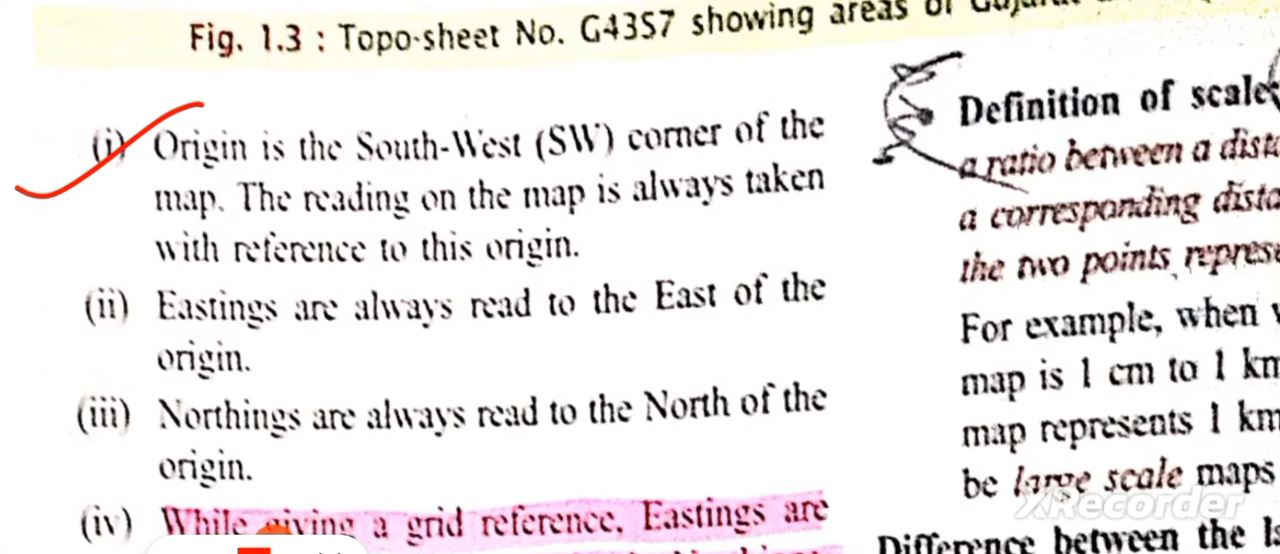 Fig. 1.3 : Topo-sheet No. G43S7 showing areas of Gujarat
(i) Origin is the South-West (SW) corner of the
map. The reading on the map is always taken
with reference to this origin.
(ii) Eastings are always read to the East of the
origin.
(iii) Northings are always read to the North of the
origin.
(iv) While giving a grid reference, Eastings are
Definition of scale
a ratio between a
a corresponding
the two points
For example, when
map is 1 cm to 1
map represents 1
be large scale maps
Difference between the
XRecorder